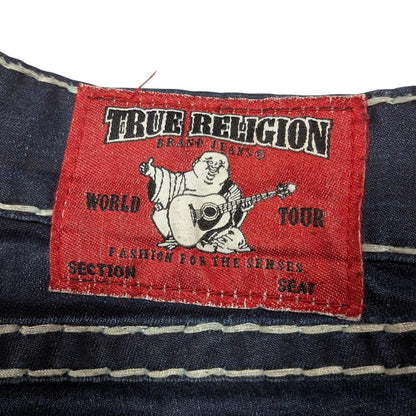 TRUE RELIGION
BRAND JEANS®
WORLD TOUR
FASHION FOR THE SENSES
SECTION SEAT